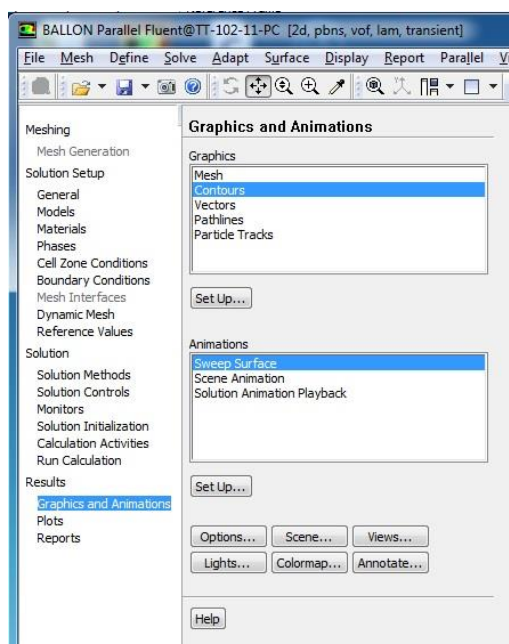 BALLON Parallel Fluent@TT-102-11-PC [2d, pbns, vof, lam, transient]
File Mesh Define Solve Adapt Surface Display Report Parallel
Meshing
Mesh Generation
Solution Setup
General
Models
Materials
Phases
Cell Zone Conditions
Boundary Conditions
Mesh Interfaces
Dynamic Mesh
Reference Values
Solution
Solution Methods
Solution Controls
Monitors
Solution Initialization
Calculation Activities
Run Calculation
Results
Graphics and Animations
Plots
Reports
Graphics and Animations
Graphics
Mesh
Contours
Vectors
Pathlines
Particle Tracks
Set Up...
Animations
Sweep Surface
Scene Animation
Solution Animation Playback
Set Up...
Options... Scene... Views...
Lights... Colormap... Annotate...
Help